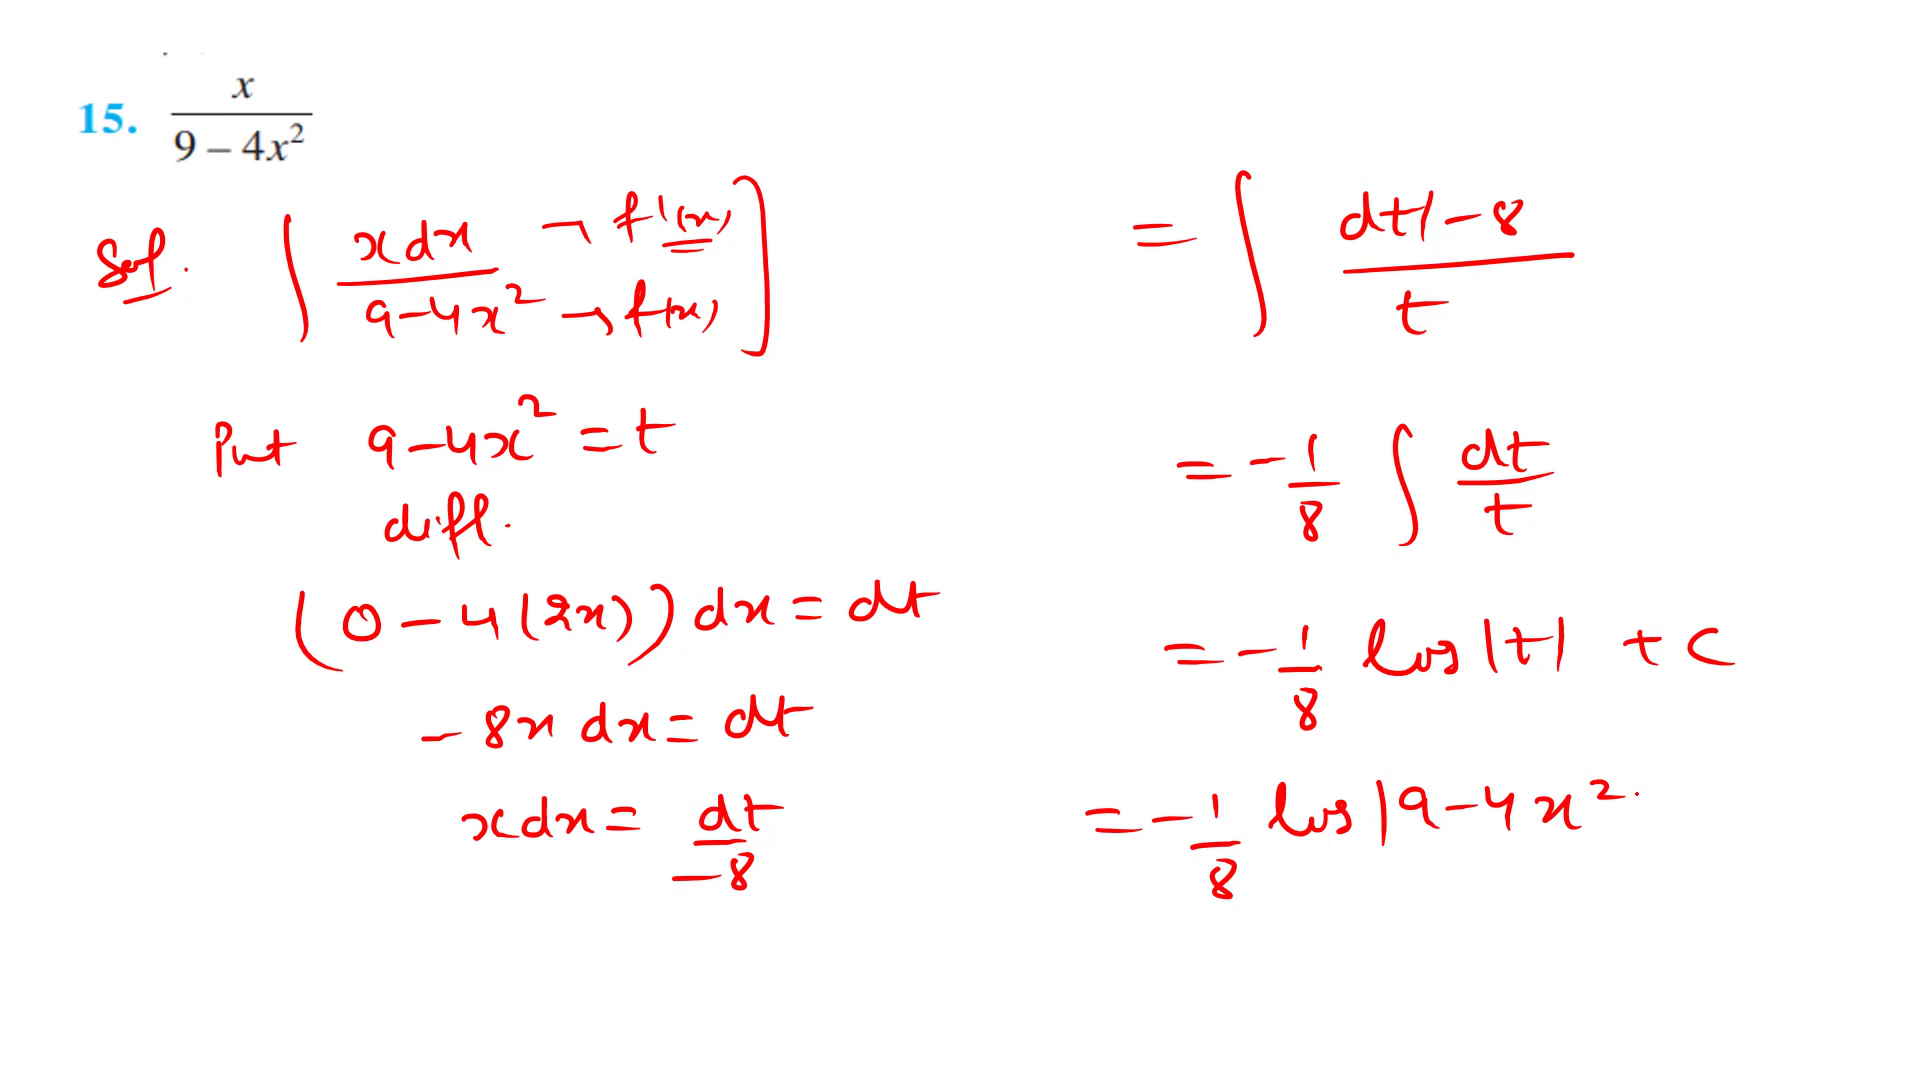 15. x / (9 – 4x²)
Sol. ∫ x dx / (9-4x²) → f'(x) → f(x) ]
Put 9-4x² = t
diff.
(0-4(2x)) dx = dt
-8x dx = dt
x dx = dt / -8
= ∫ dt/-8 / t
= -1/8 ∫ dt/t
= -1/8 log|t| + c
= -1/8 log|9-4x²